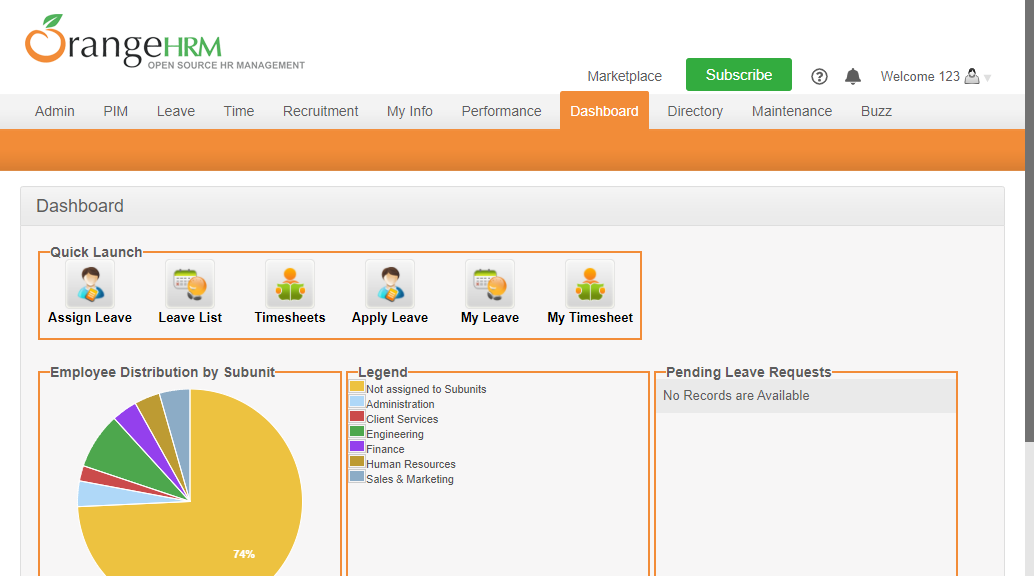 OrangeHRM
OPEN SOURCE HR MANAGEMENT
Marketplace Subscribe ? Welcome 123
Admin PIM Leave Time Recruitment My Info Performance Dashboard Directory Maintenance Buzz
Dashboard
Quick Launch
Assign Leave Leave List Timesheets Apply Leave My Leave My Timesheet
Employee Distribution by Subunit
74%
Legend
Not assigned to Subunits
Administration
Client Services
Engineering
Finance
Human Resources
Sales & Marketing
Pending Leave Requests
No Records are Available